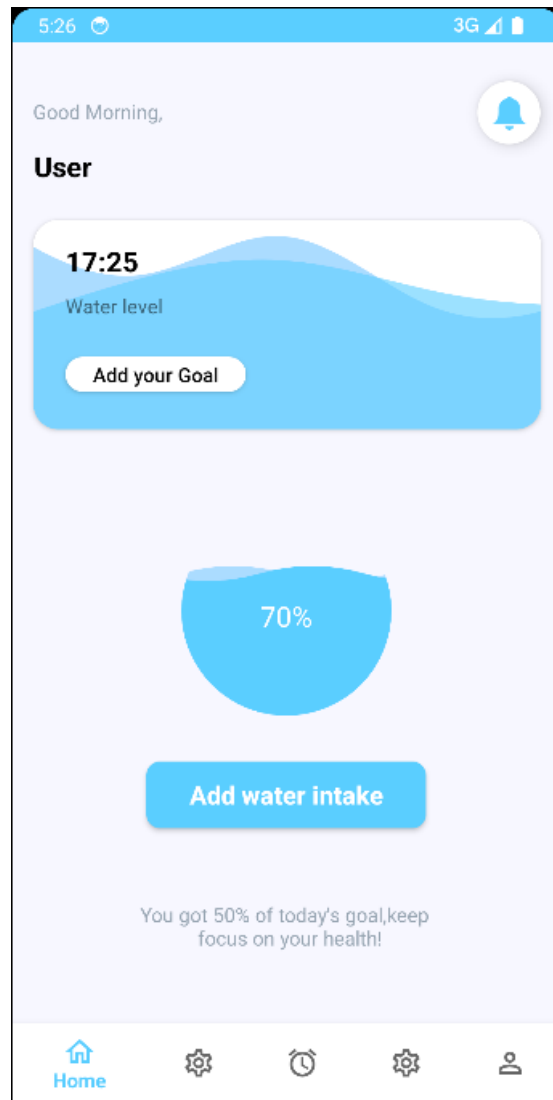 5:26
3G
Good Morning,
User
17:25
Water level
Add your Goal
70%
Add water intake
You got 50% of today's goal,keep
focus on your health!
Home